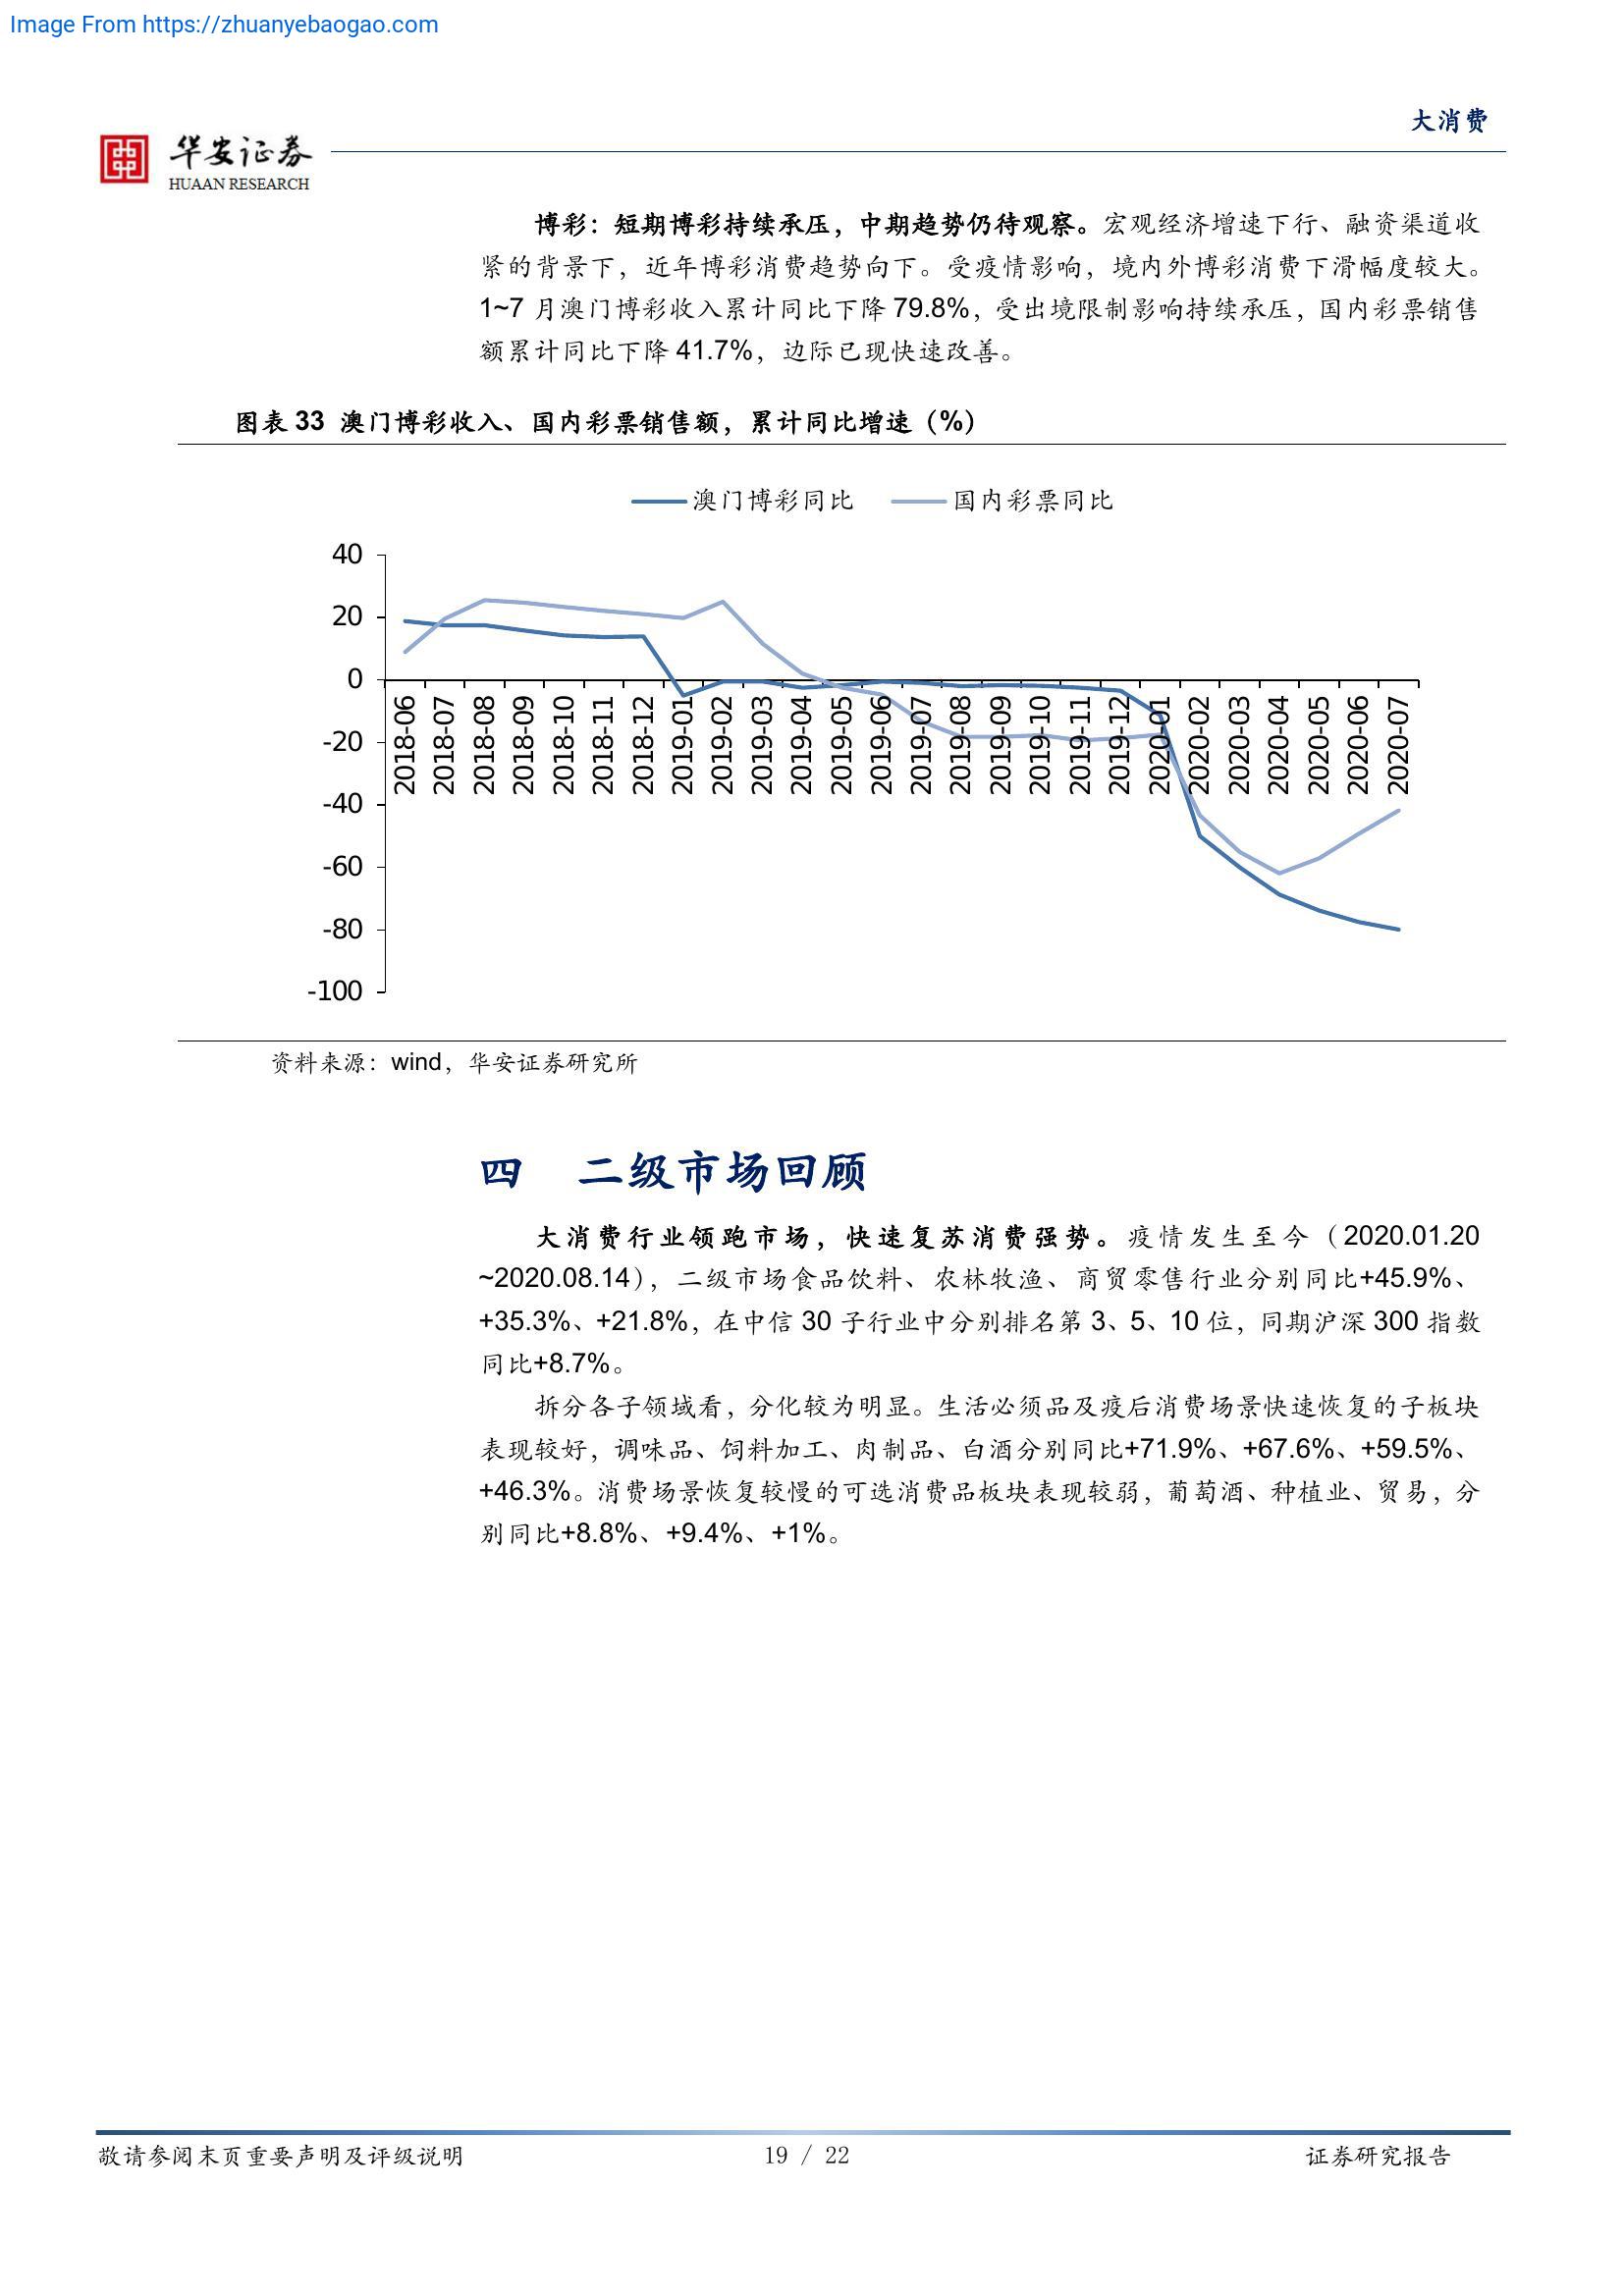 Image From https://zhuanyebaogao.com
大消费
华安证券
HUAAN RESEARCH
博彩：短期博彩持续承压，中期趋势仍待观察。宏观经济增速下行、融资渠道收
紧的背景下，近年博彩消费趋势向下。受疫情影响，境内外博彩消费下滑幅度较大。
1~7 月澳门博彩收入累计同比下降 79.8%，受出境限制影响持续承压，国内彩票销售
额累计同比下降 41.7%，边际已现快速改善。
图表 33 澳门博彩收入、国内彩票销售额，累计同比增速（%）
澳门博彩同比 国内彩票同比
40
20
0
-20
-40
-60
-80
-100
2018-06
2018-07
2018-08
2018-09
2018-10
2018-11
2018-12
2019-01
2019-02
2019-03
2019-04
2019-05
2019-06
2019-07
2019-08
2019-09
2019-10
2019-11
2019-12
2020-01
2020-02
2020-03
2020-04
2020-05
2020-06
2020-07
资料来源：wind，华安证券研究所
四 二级市场回顾
大消费行业领跑市场，快速复苏消费强势。疫情发生至今（2020.01.20
~2020.08.14），二级市场食品饮料、农林牧渔、商贸零售行业分别同比+45.9%、
+35.3%、+21.8%，在中信 30 子行业中分别排名第 3、5、10 位，同期沪深 300 指数
同比+8.7%。
拆分各子领域看，分化较为明显。生活必须品及疫后消费场景快速恢复的子板块
表现较好，调味品、饲料加工、肉制品、白酒分别同比+71.9%、+67.6%、+59.5%、
+46.3%。消费场景恢复较慢的可选消费品板块表现较弱，葡萄酒、种植业、贸易，分
别同比+8.8%、+9.4%、+1%。
敬请参阅末页重要声明及评级说明
19 / 22
证券研究报告